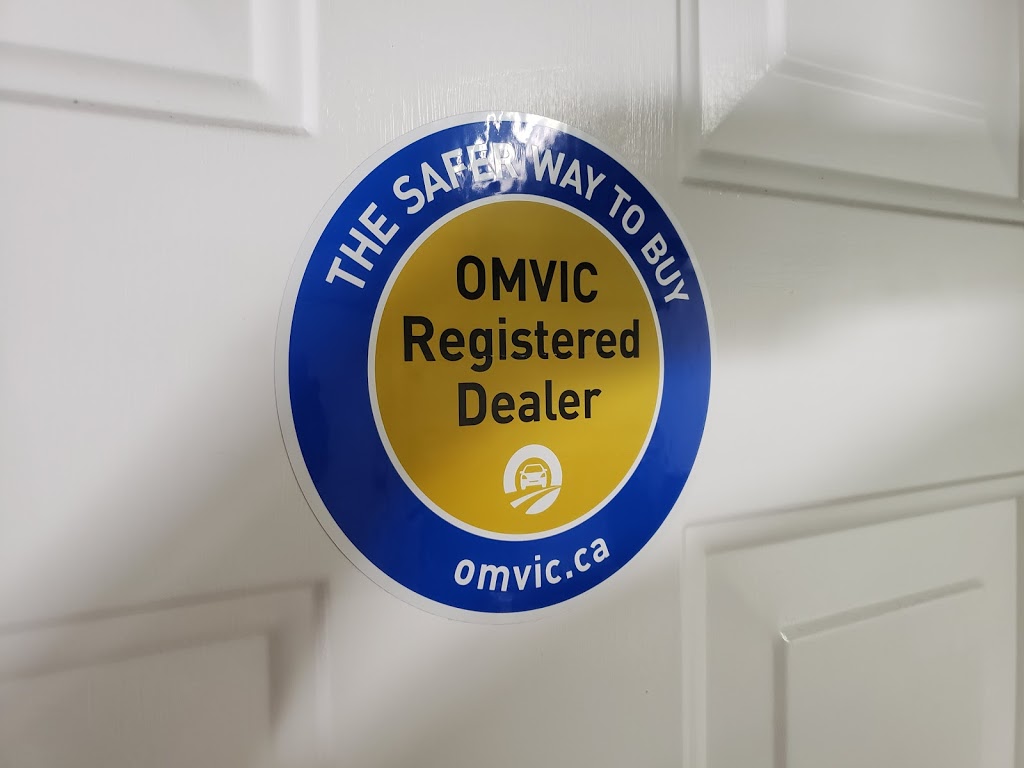 THE SAFER WAY TO BUY
OMVIC
Registered
Dealer
omvic.ca